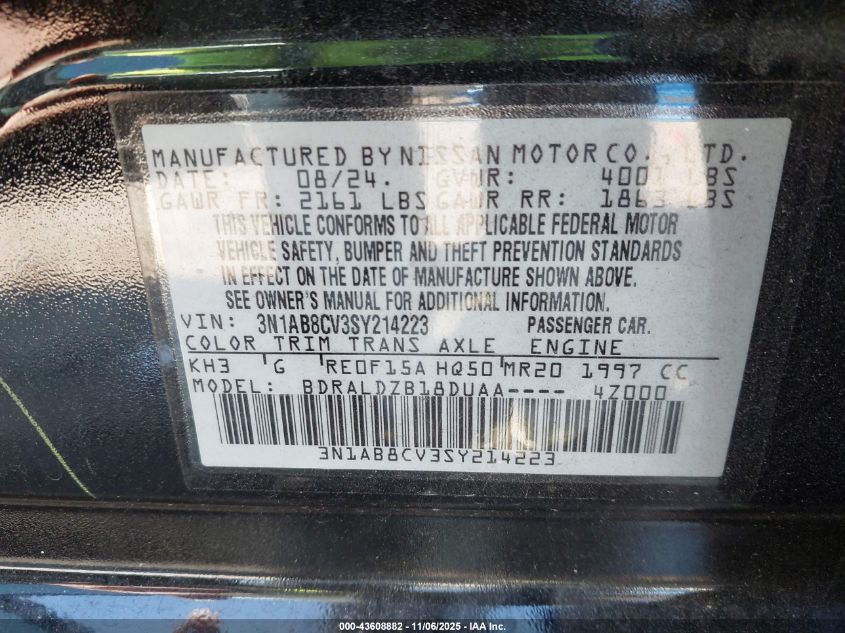 MANUFACTURED BY NISSAN MOTOR CO., LTD.
DATE: 08/24. GVWR: 4001 LBS
GAWR FR: 2161 LBS GAWR RR: 1863 LBS
THIS VEHICLE CONFORMS TO ALL APPLICABLE FEDERAL MOTOR
VEHICLE SAFETY, BUMPER AND THEFT PREVENTION STANDARDS
IN EFFECT ON THE DATE OF MANUFACTURE SHOWN ABOVE.
SEE OWNER'S MANUAL FOR ADDITIONAL INFORMATION.
VIN: 3N1AB8CV3SY214223 PASSENGER CAR.
COLOR TRIM TRANS AXLE ENGINE
KH3 G RE0F15A HQ50 MR20 1997 CC
MODEL: BDRALDZB18DUAA---- 4Z000
3N1AB8CV3SY214223
000-43608882 - 11/06/2025 - IAAI.COM